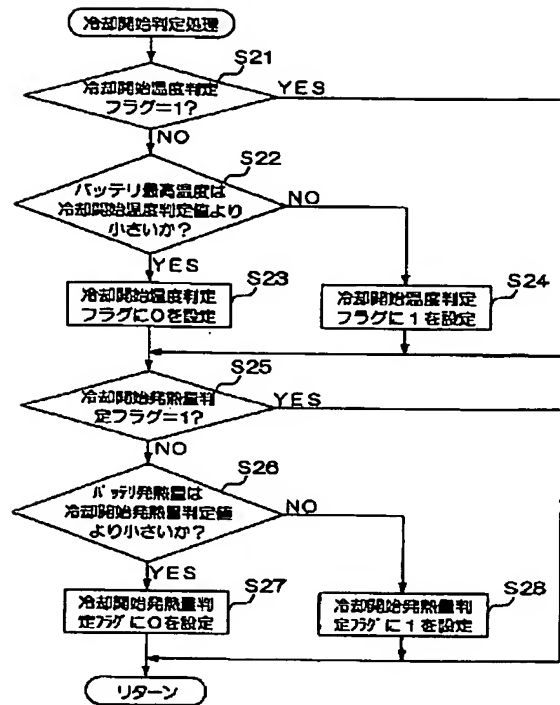 冷却開始判定処理
S21
冷却開始温度判定
フラグ=1?
YES
NO
S22
バッテリ最高温度は
冷却開始温度判定値より
小さいか?
NO
YES
S23
冷却開始温度判定
フラグに0を設定
S24
冷却開始温度判定
フラグに1を設定
S25
冷却開始発熱量判
定フラグ=1?
YES
NO
S26
バッテリ発熱量は
冷却開始発熱量判定値
より小さいか?
NO
YES
S27
冷却開始発熱量判
定フラグに0を設定
S28
冷却開始発熱量判
定フラグに1を設定
リターン